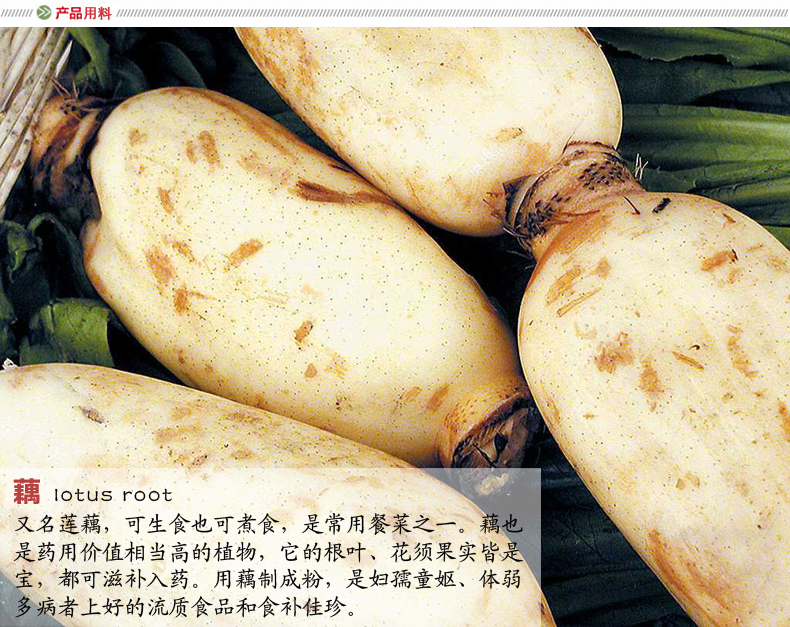 产品用料
藕 lotus root
又名莲藕，可生食也可煮食，是常用餐菜之一。藕也
是药用价值相当高的植物，它的根叶、花须果实皆是
宝，都可滋补入药。用藕制成粉，是妇孺童妪、体弱
多病者上好的流质食品和食补佳珍。